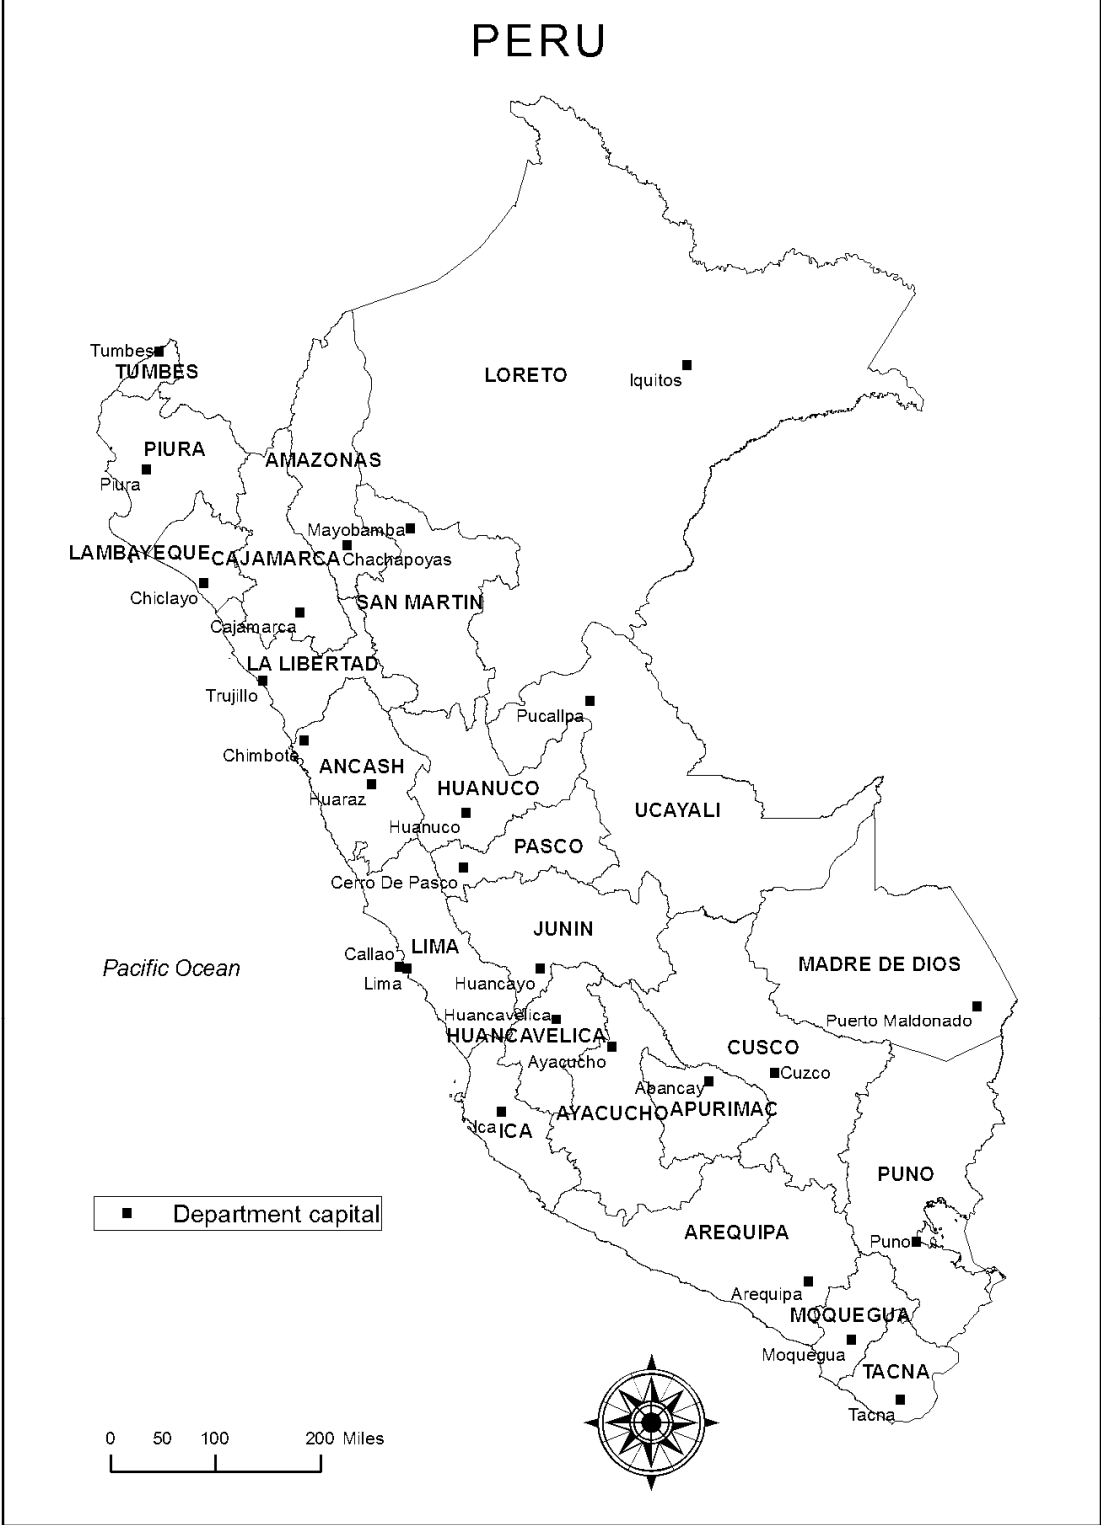 PERU
Tumbes
TUMBES
LORETO
Iquitos
PIURA
Piura
AMAZONAS
Mayobamba
LAMBAYEQUE
CAJAMARCA
Chachapoyas
Chiclayo
SAN MARTIN
Cajamarca
LA LIBERTAD
Trujillo
Pucallpa
Chimbote
ANCASH
Huaraz
HUANUCO
Huanuco
UCAYALI
PASCO
Cerro De Pasco
JUNIN
LIMA
Callao
Lima
Huancayo
Pacific Ocean
MADRE DE DIOS
Puerto Maldonado
Huancavelica
HUANCAVELICA
Ayacucho
CUSCO
Cuzco
Abancay
AYACUCHO
APURIMAC
Ica
ICA
PUNO
Department capital
AREQUIPA
Puno
Arequipa
MOQUEGUA
Moquegua
TACNA
Tacna
0 50 100 200 Miles